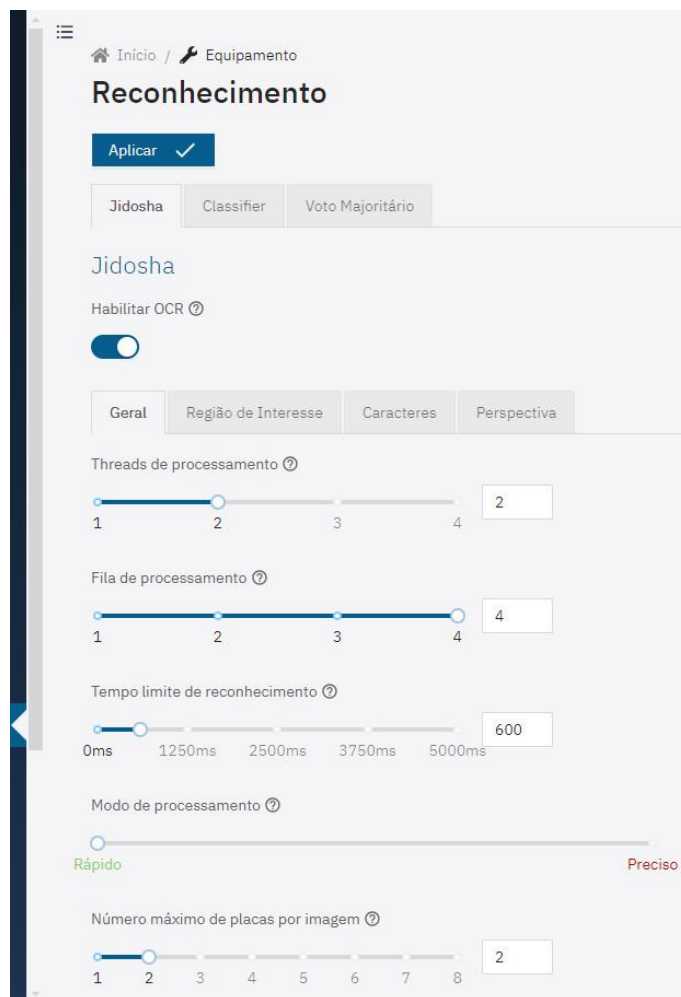 Início / Equipamento
Reconhecimento
Aplicar
Jidosha Classifier Voto Majoritário
Jidosha
Habilitar OCR
Geral Região de Interesse Caracteres Perspectiva
Threads de processamento
2
1 2 3 4
Fila de processamento
4
1 2 3 4
Tempo limite de reconhecimento
600
0ms 1250ms 2500ms 3750ms 5000ms
Modo de processamento
Rápido Preciso
Número máximo de placas por imagem
2
1 2 3 4 5 6 7 8